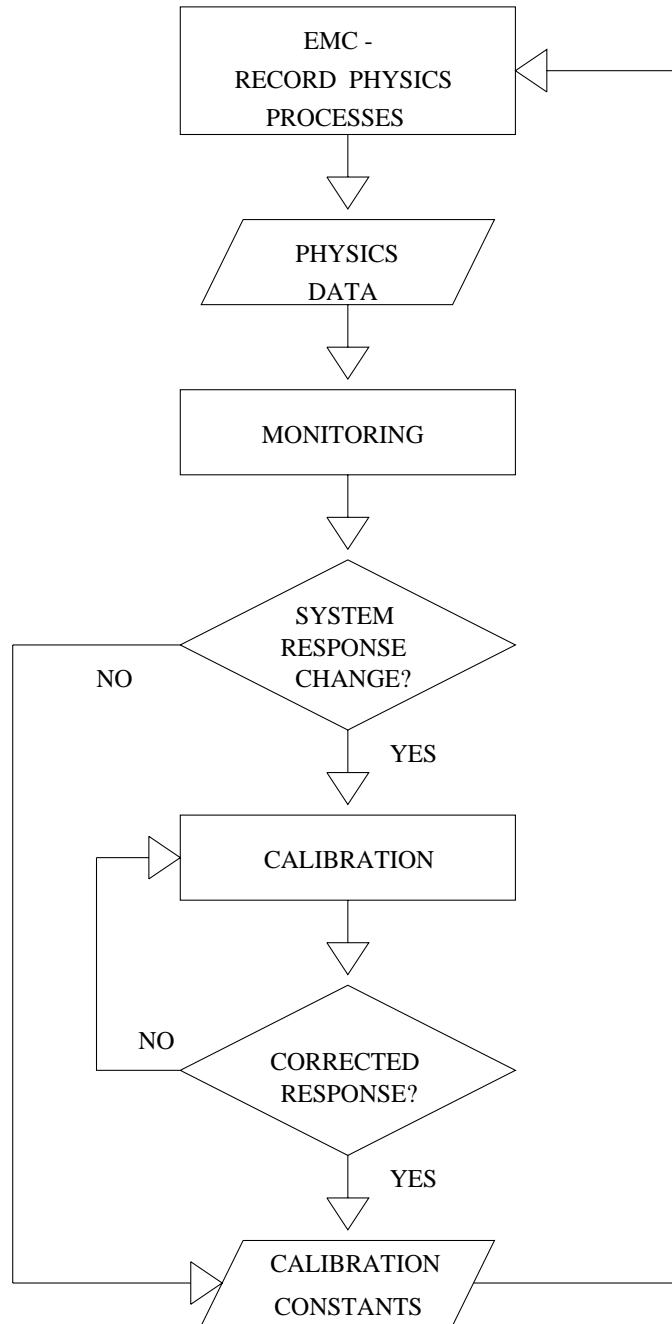 EMC -
RECORD PHYSICS
PROCESSES
PHYSICS
DATA
MONITORING
SYSTEM
RESPONSE
CHANGE?
NO
YES
CALIBRATION
NO
CORRECTED
RESPONSE?
YES
CALIBRATION
CONSTANTS